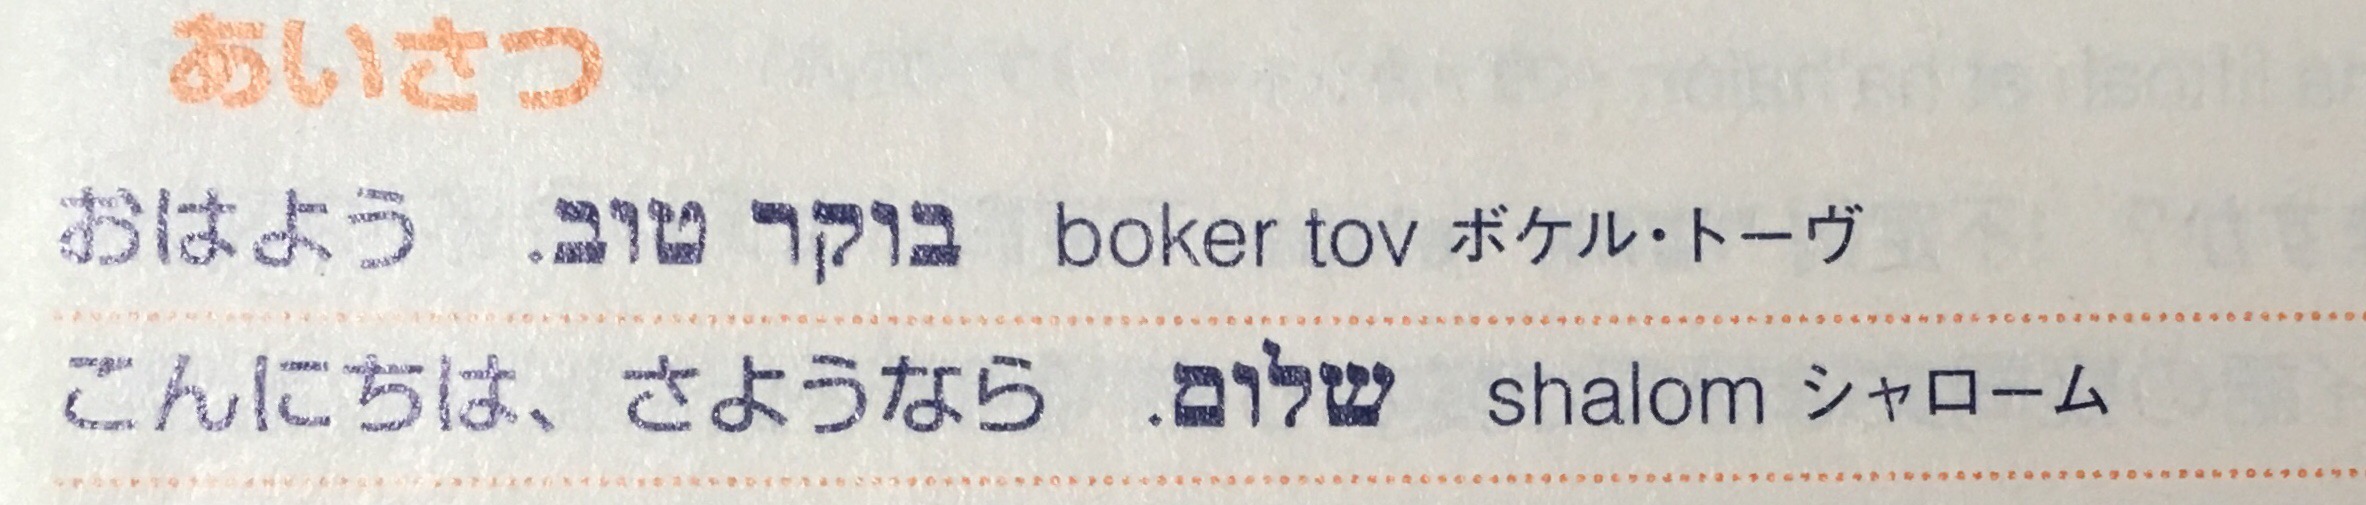 あいさつ
おはよう בוקר טוב. boker tov ボケル・トーヴ
こんにちは、さようなら שלום. shalom シャローム